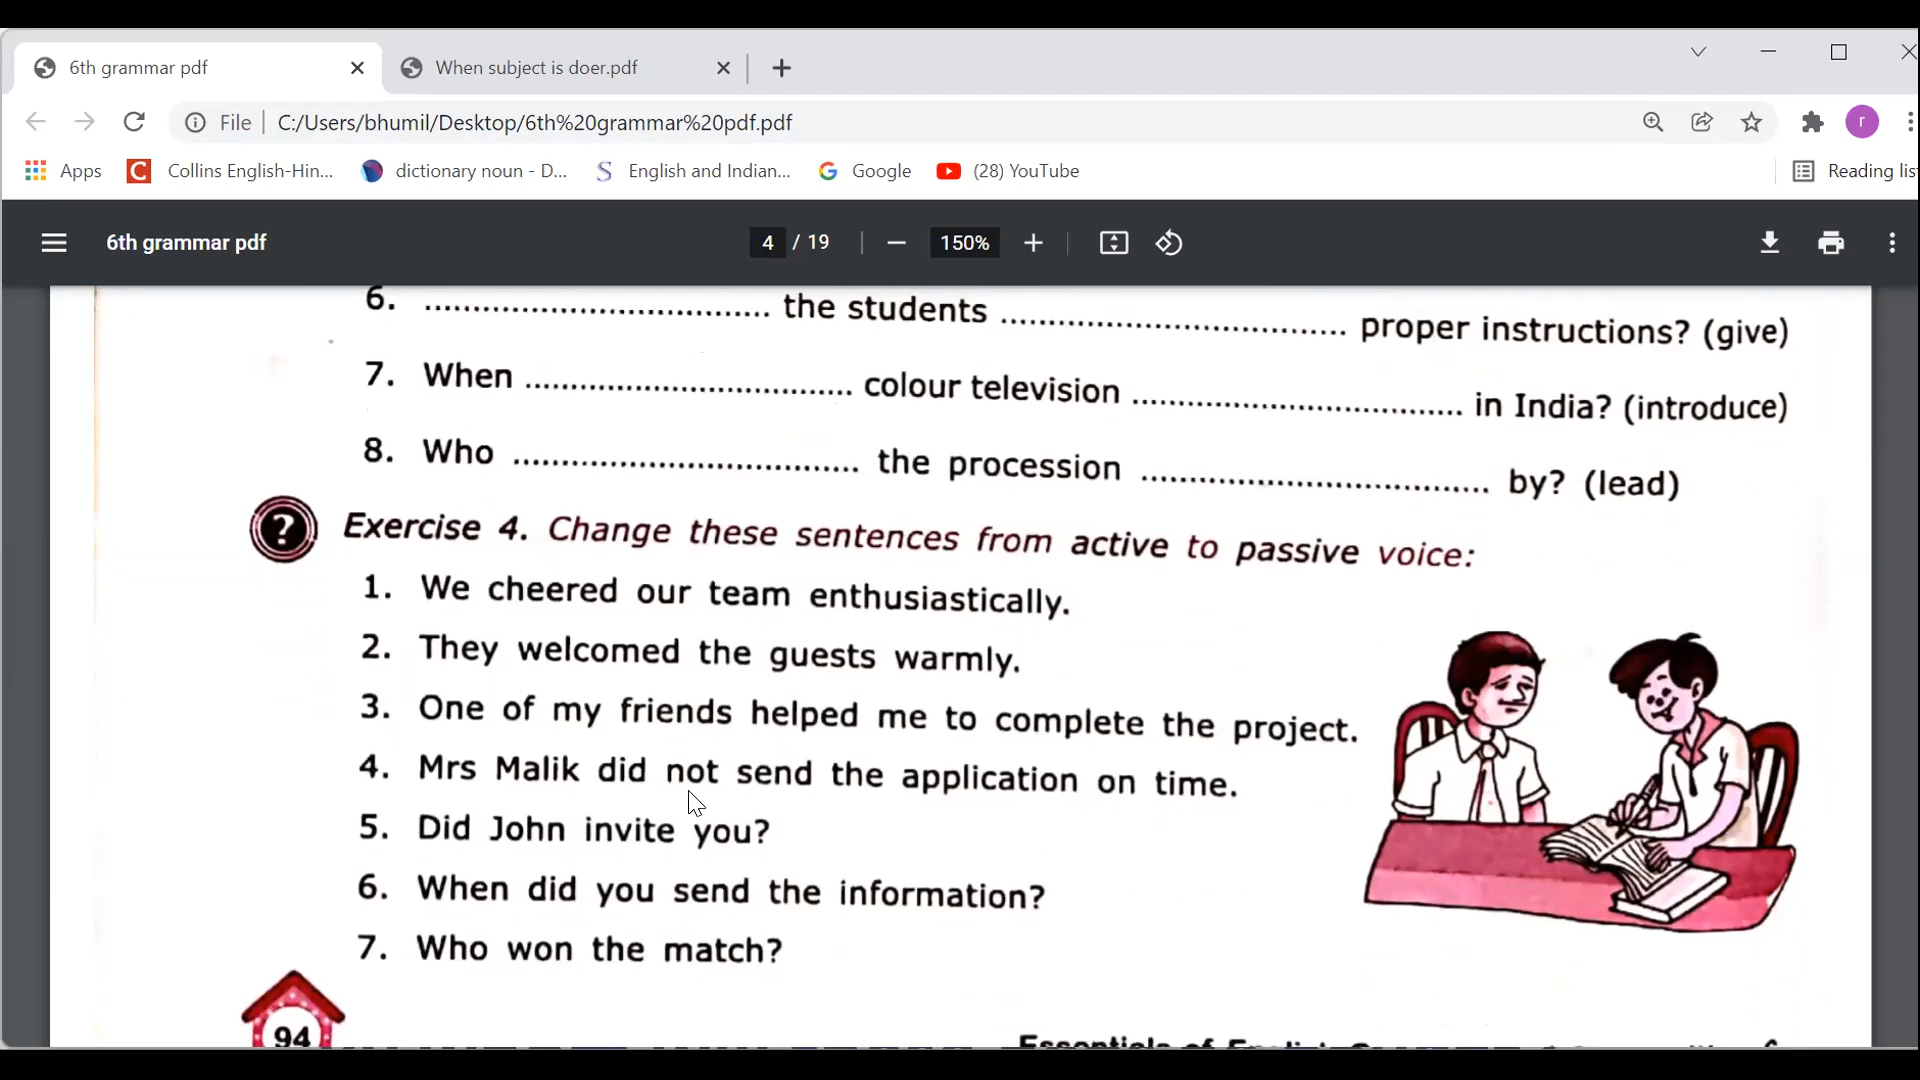 6th grammar pdf
When subject is doer.pdf
File
C:/Users/bhumil/Desktop/6th%20grammar%20pdf.pdf
r
Apps
Collins English-Hin...
dictionary noun - D...
English and Indian...
Google
(28) YouTube
Reading list
6th grammar pdf
4 / 19
150%
6. .......................................... the students .......................................... proper instructions? (give)
7. When ........................................ colour television ........................................ in India? (introduce)
8. Who .......................................... the procession .......................................... by? (lead)
? Exercise 4. Change these sentences from active to passive voice:
1. We cheered our team enthusiastically.
2. They welcomed the guests warmly.
3. One of my friends helped me to complete the project.
4. Mrs Malik did not send the application on time.
5. Did John invite you?
6. When did you send the information?
7. Who won the match?
94
Essentials of English